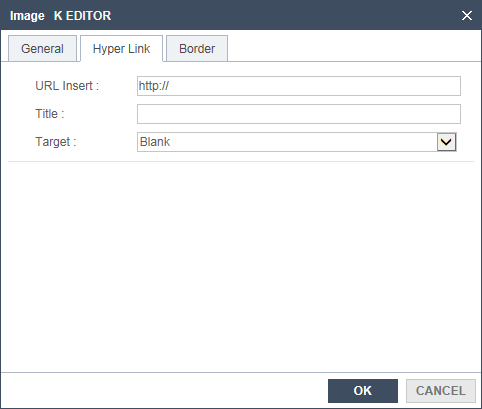 Image K EDITOR
General Hyper Link Border
URL Insert : http://
Title :
Target : Blank
OK CANCEL